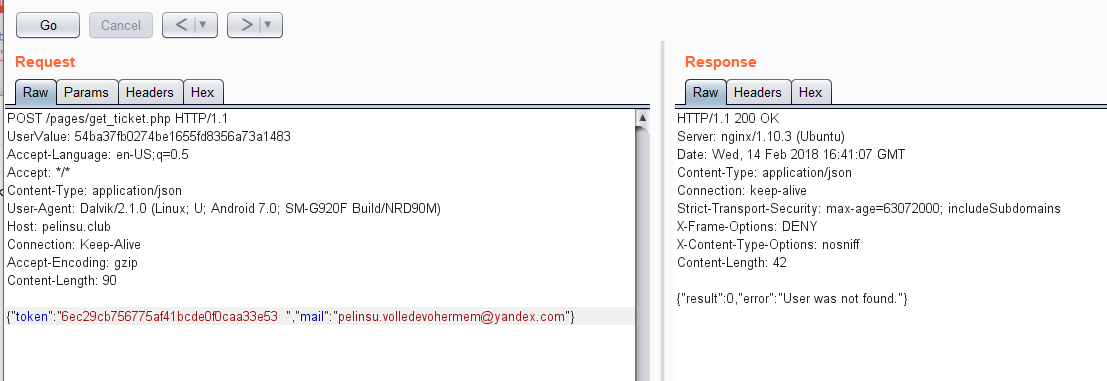 Go Cancel < ▼ > ▼
Request
Raw Params Headers Hex
POST /pages/get_ticket.php HTTP/1.1
UserValue: 54ba37fb0274be1655fd8356a73a1483
Accept-Language: en-US;q=0.5
Accept: */*
Content-Type: application/json
User-Agent: Dalvik/2.1.0 (Linux; U; Android 7.0; SM-G920F Build/NRD90M)
Host: pelinsu.club
Connection: Keep-Alive
Accept-Encoding: gzip
Content-Length: 90
{"token":"6ec29cb756775af41bcde0f0caa33e53  ","mail":"pelinsu.volledevohermem@yandex.com"}
Response
Raw Headers Hex
HTTP/1.1 200 OK
Server: nginx/1.10.3 (Ubuntu)
Date: Wed, 14 Feb 2018 16:41:07 GMT
Content-Type: application/json
Connection: keep-alive
Strict-Transport-Security: max-age=63072000; includeSubdomains
X-Frame-Options: DENY
X-Content-Type-Options: nosniff
Content-Length: 42
{"result":0,"error":"User was not found."}